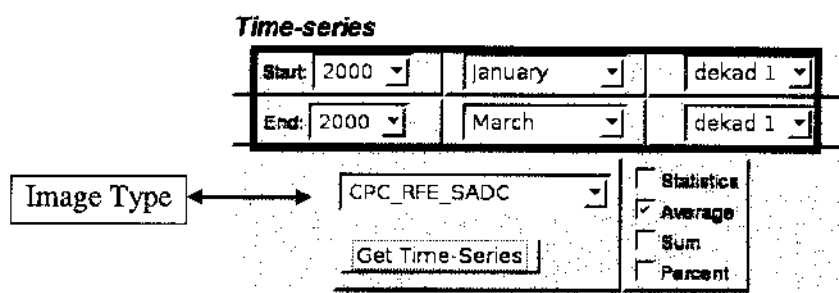 Time-series
Start: 2000 January dekad 1
End: 2000 March dekad 1
Image Type CPC_RFE_SADC
Get Time-Series
Statistics
Average
Sum
Percent